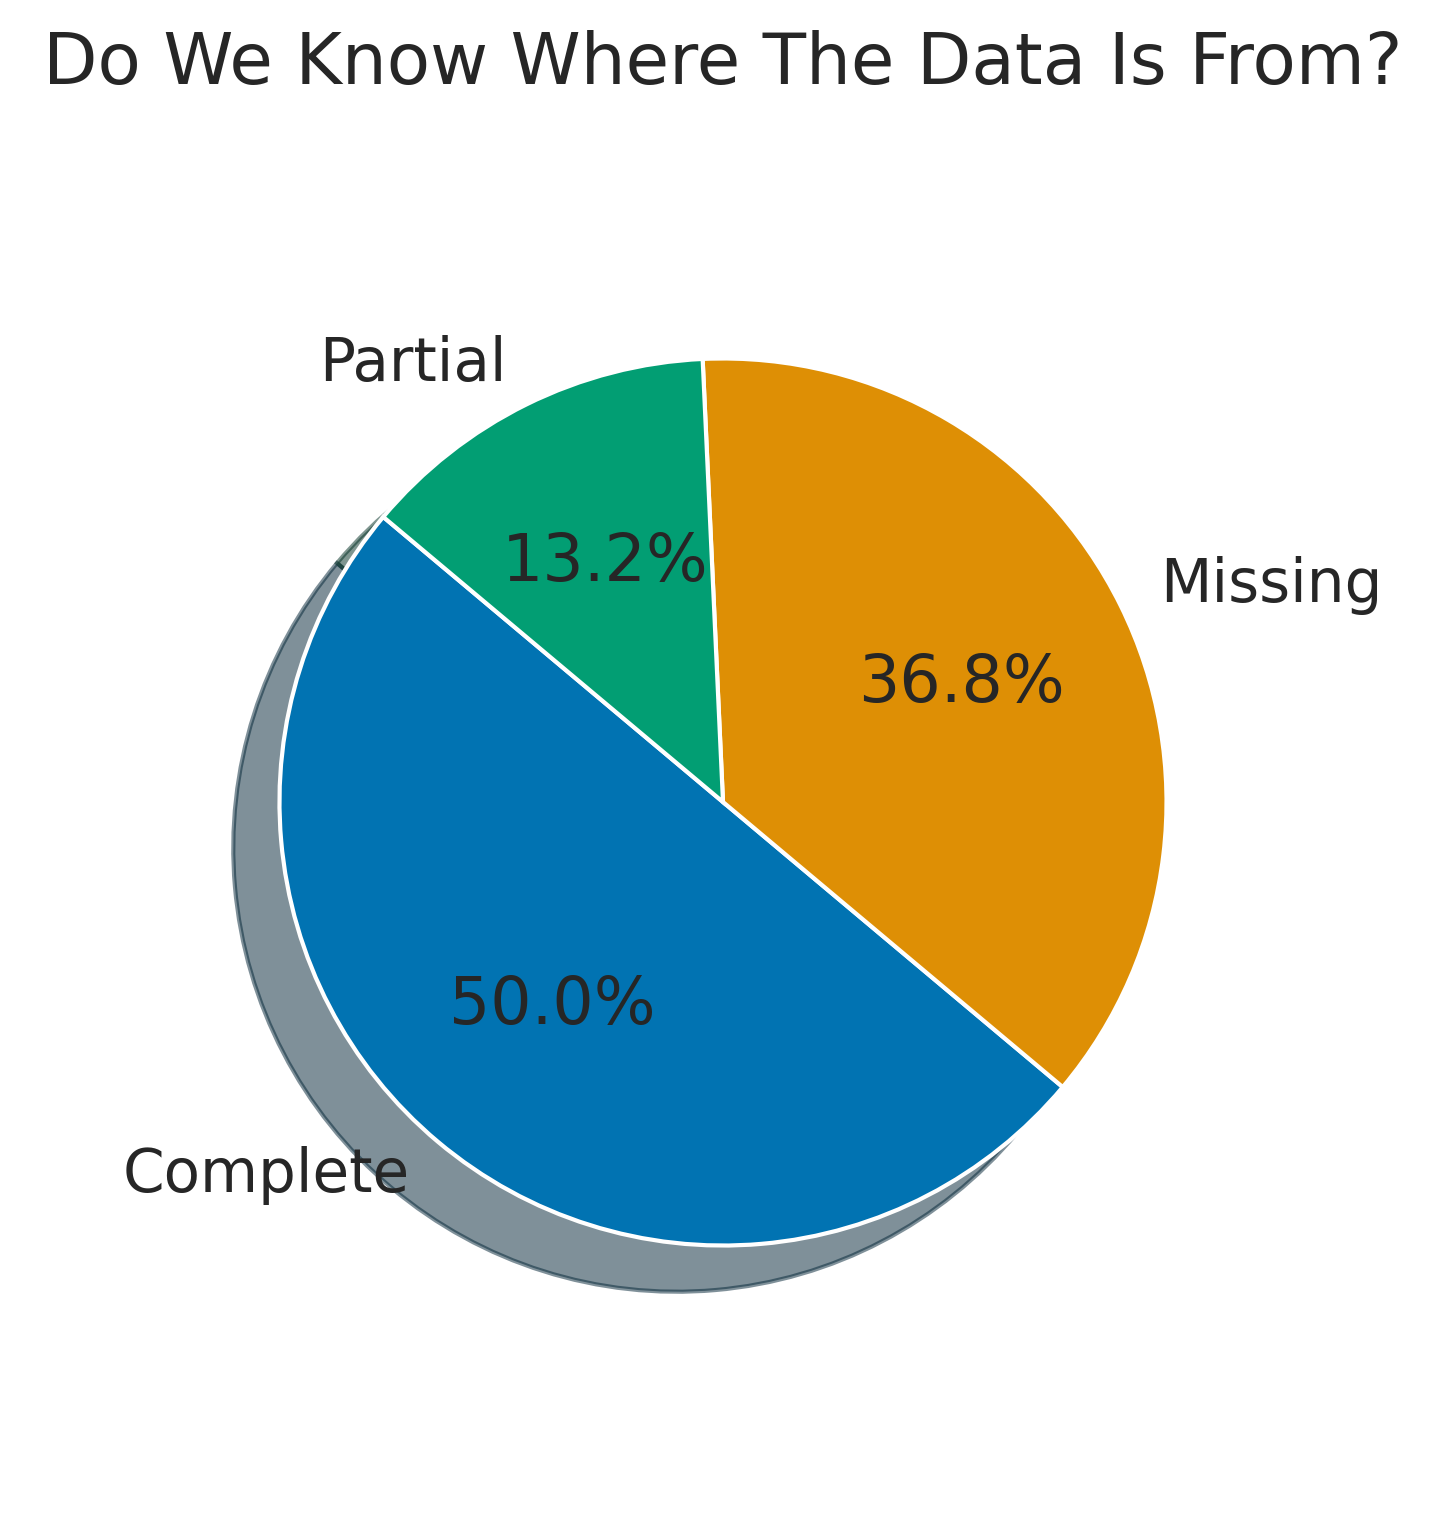 Do We Know Where The Data Is From?
Partial
13.2%
Missing
36.8%
50.0%
Complete